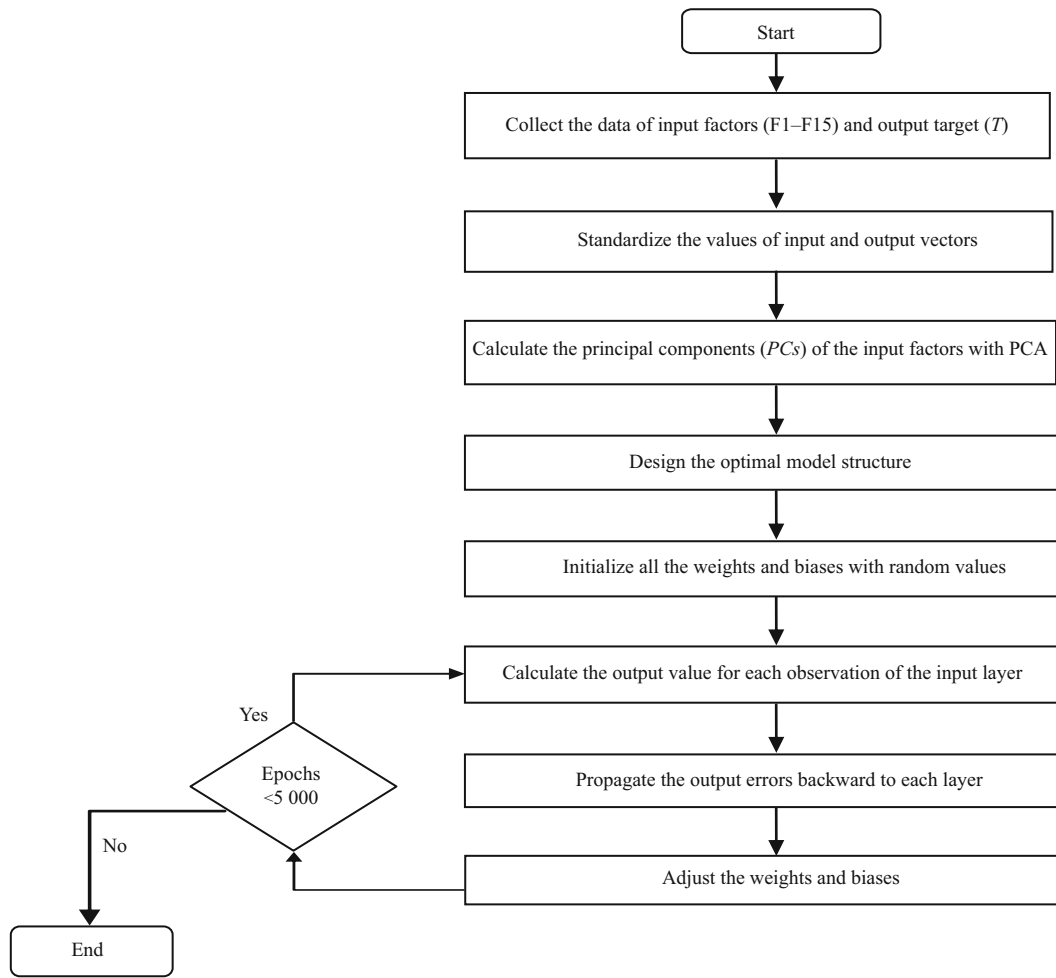 Start
Collect the data of input factors (F1–F15) and output target (T)
Standardize the values of input and output vectors
Calculate the principal components (PCs) of the input factors with PCA
Design the optimal model structure
Initialize all the weights and biases with random values
Calculate the output value for each observation of the input layer
Yes
Epochs
<5 000
Propagate the output errors backward to each layer
No
Adjust the weights and biases
End